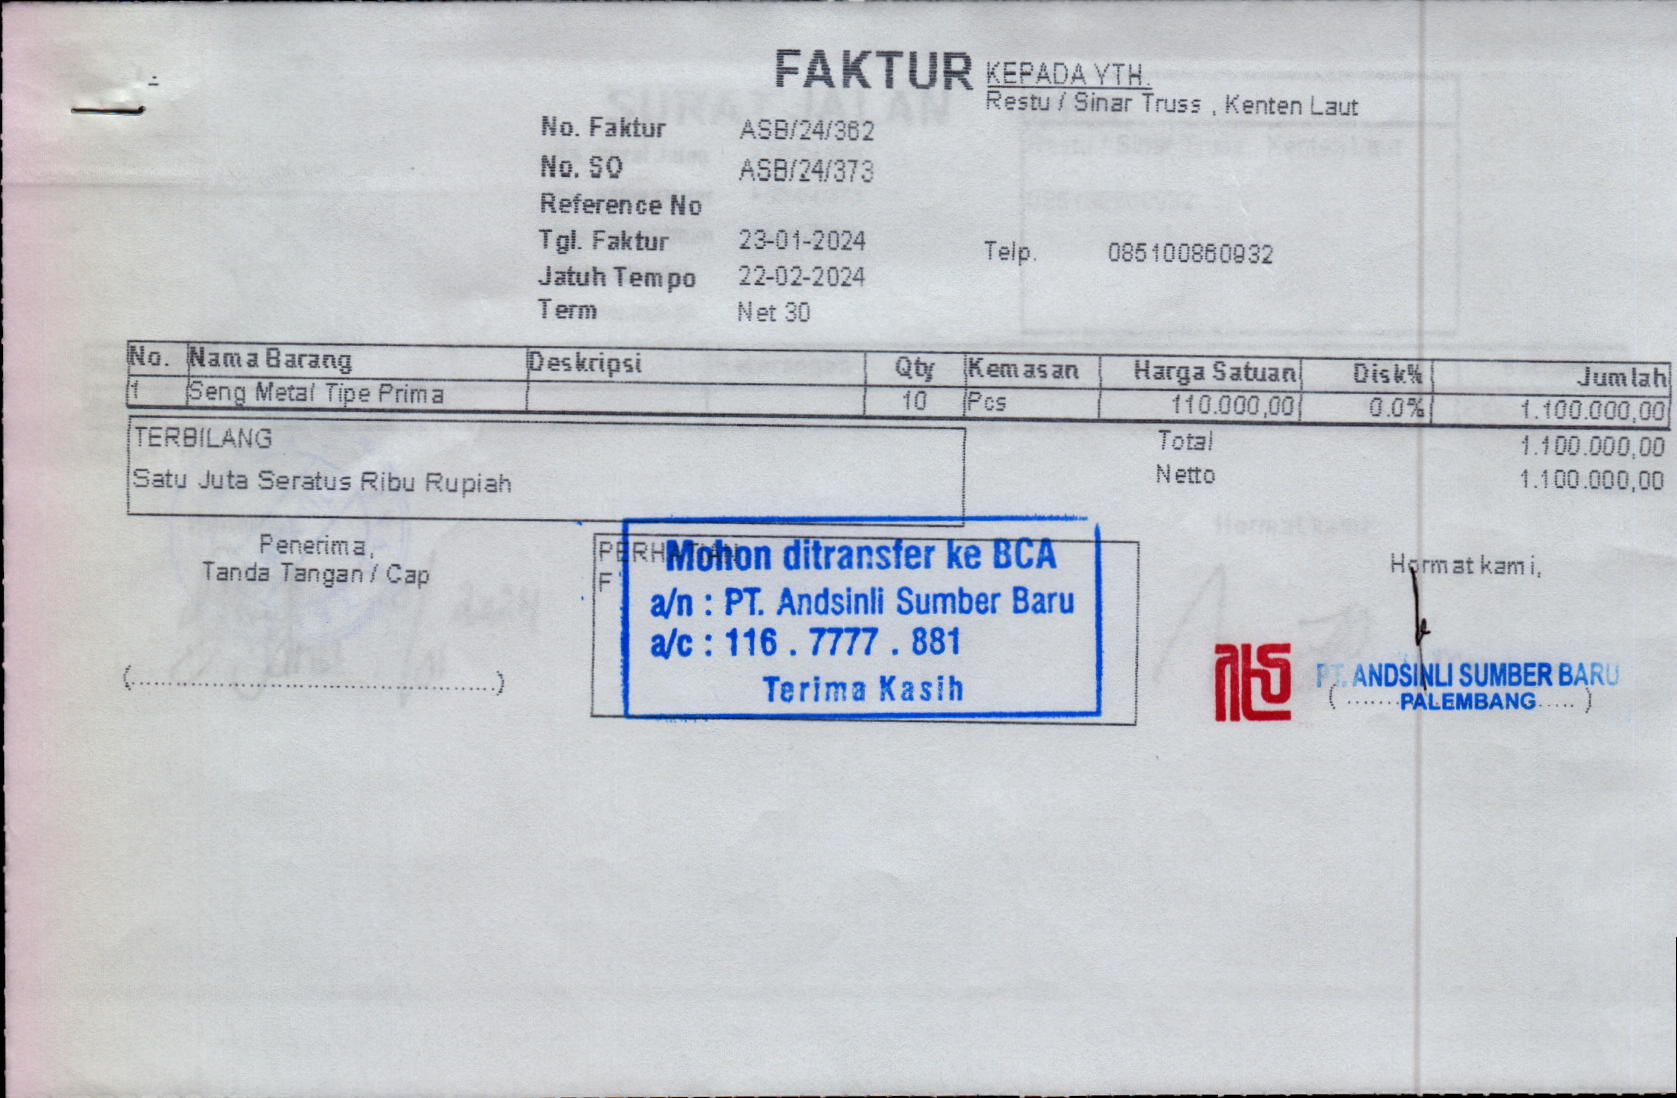 FAKTUR
KEPADA YTH.
Restu / Sinar Truss , Kenten Laut
No. Faktur ASB/24/362
No. SO ASB/24/373
Reference No
Tgl. Faktur 23-01-2024
Telp. 085100860932
Jatuh Tempo 22-02-2024
Term Net 30
No. Nama Barang Deskripsi Qty Kemasan Harga Satuan Disk% Jumlah
1 Seng Metal Tipe Prima 10 Pcs 110.000,00 0.0% 1.100.000,00
TERBILANG
Total 1.100.000,00
Satu Juta Seratus Ribu Rupiah
Netto 1.100.000,00
Penerima,
Tanda Tangan / Cap
(........................................)
PERHATIAN
F
Mohon ditransfer ke BCA
a/n : PT. Andsinli Sumber Baru
a/c : 116 . 7777 . 881
Terima Kasih
Hormat kami,
PT. ANDSINLI SUMBER BARU
(.......PALEMBANG.....)